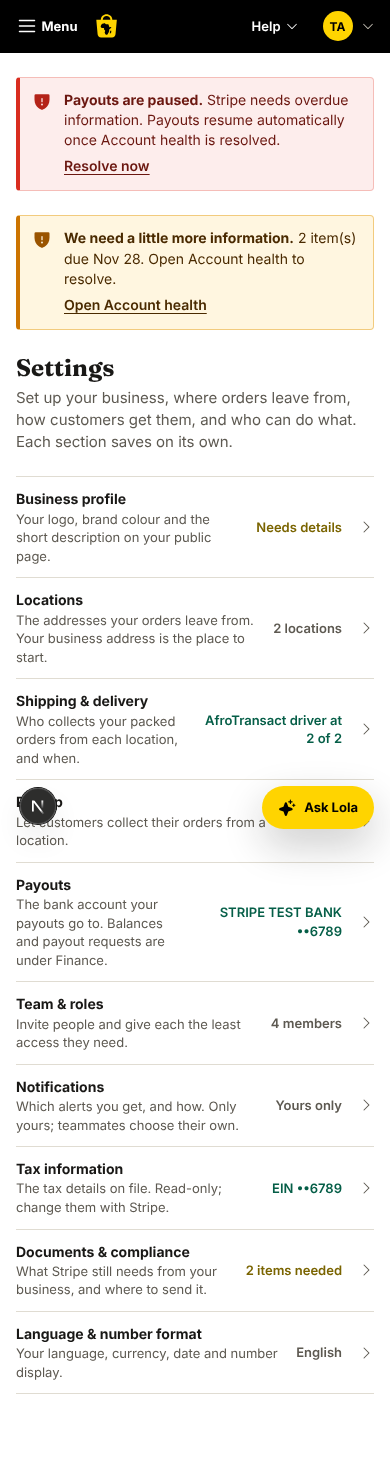 Menu
Help
TA
Payouts are paused. Stripe needs overdue
information. Payouts resume automatically
once Account health is resolved.
Resolve now
We need a little more information. 2 item(s)
due Nov 28. Open Account health to
resolve.
Open Account health
Settings
Set up your business, where orders leave from,
how customers get them, and who can do what.
Each section saves on its own.
Business profile
Your logo, brand colour and the
short description on your public
page.
Needs details
Locations
The addresses your orders leave from.
Your business address is the place to
start.
2 locations
Shipping & delivery
Who collects your packed
orders from each location,
and when.
AfroTransact driver at
2 of 2
N
customers collect their orders from a
location.
Ask Lola
Payouts
The bank account your
payouts go to. Balances
and payout requests are
under Finance.
STRIPE TEST BANK
••6789
Team & roles
Invite people and give each the least
access they need.
4 members
Notifications
Which alerts you get, and how. Only
yours; teammates choose their own.
Yours only
Tax information
The tax details on file. Read-only;
change them with Stripe.
EIN ••6789
Documents & compliance
What Stripe still needs from your
business, and where to send it.
2 items needed
Language & number format
Your language, currency, date and number
display.
English